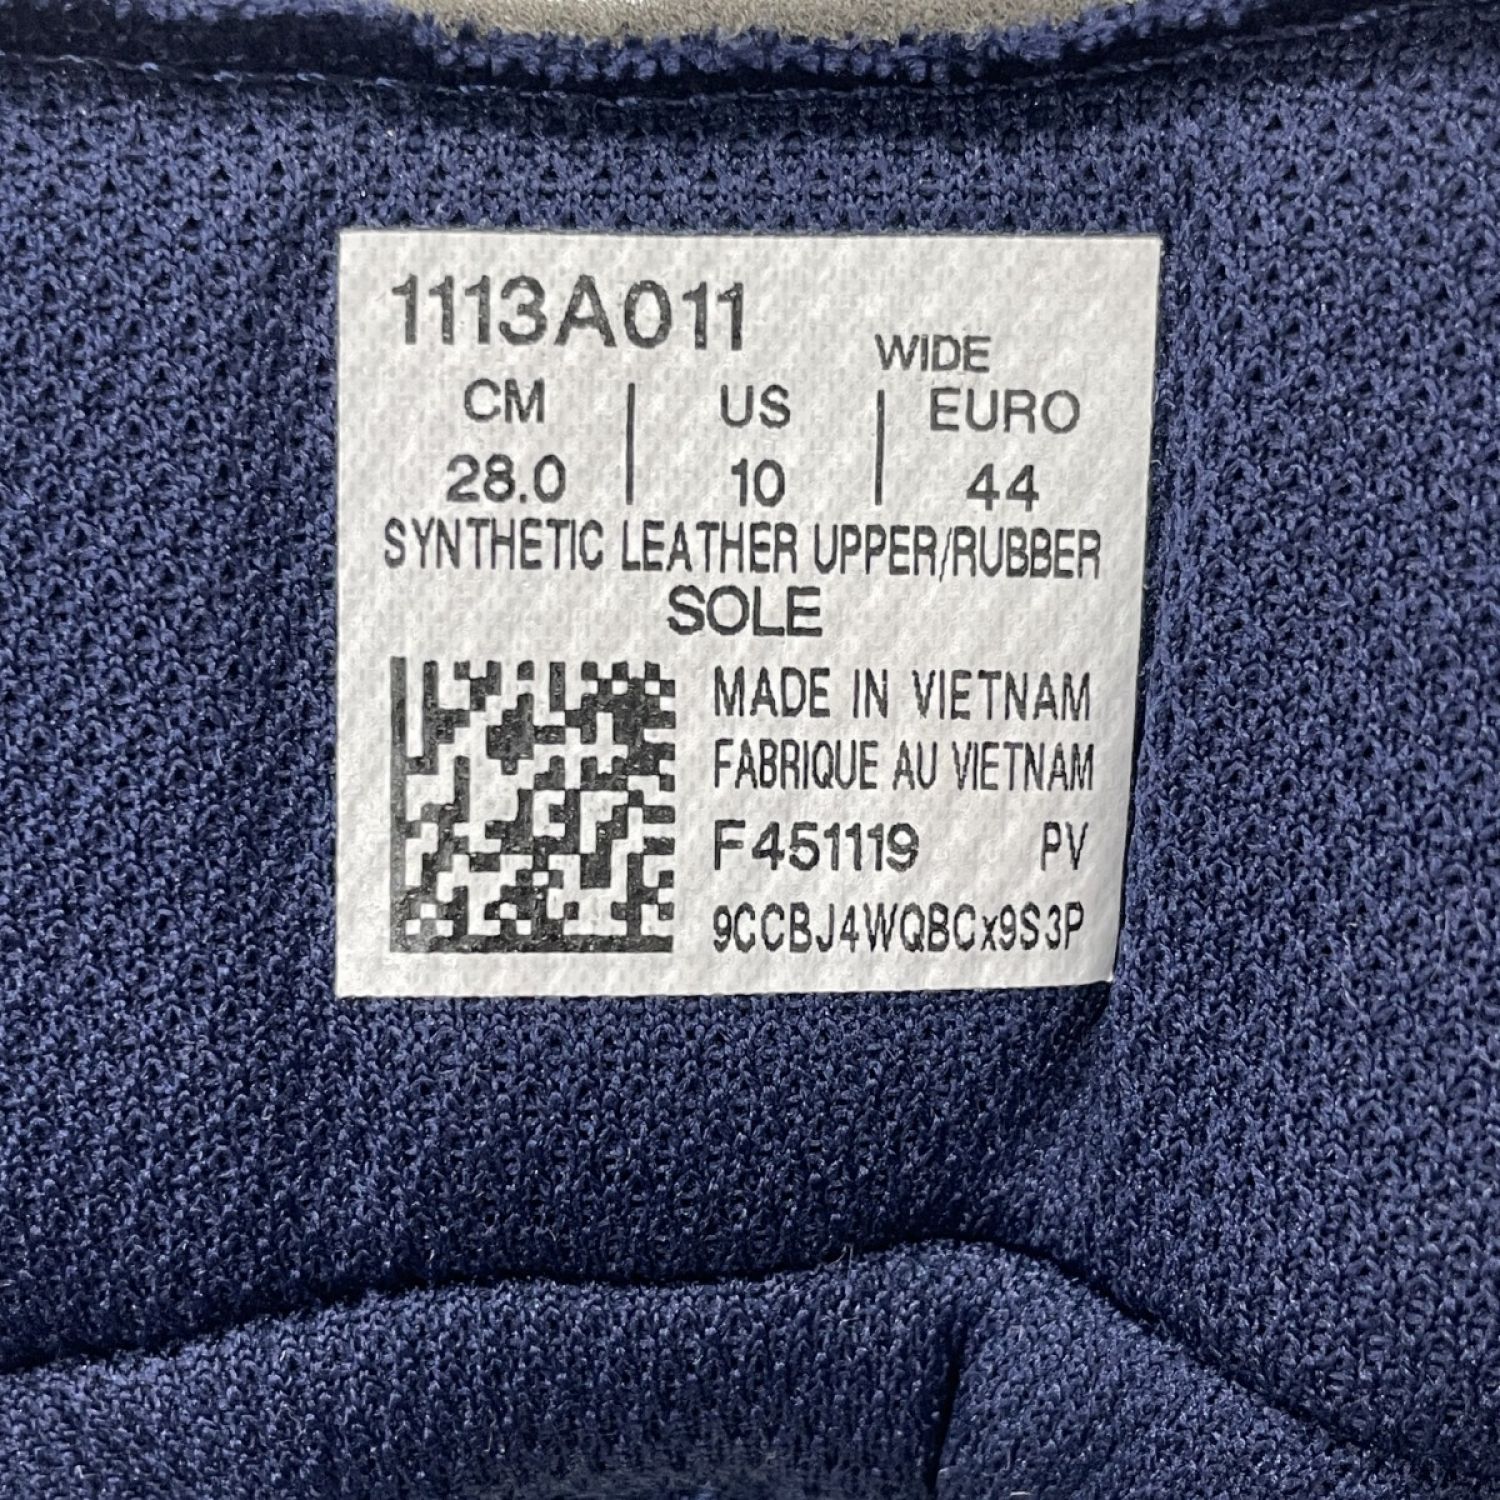 1113A011
WIDE
CM | US | EURO
28.0 | 10 | 44
SYNTHETIC LEATHER UPPER/RUBBER
SOLE
MADE IN VIETNAM
FABRIQUE AU VIETNAM
F451119 PV
9CCBJ4WQBCx9S3P